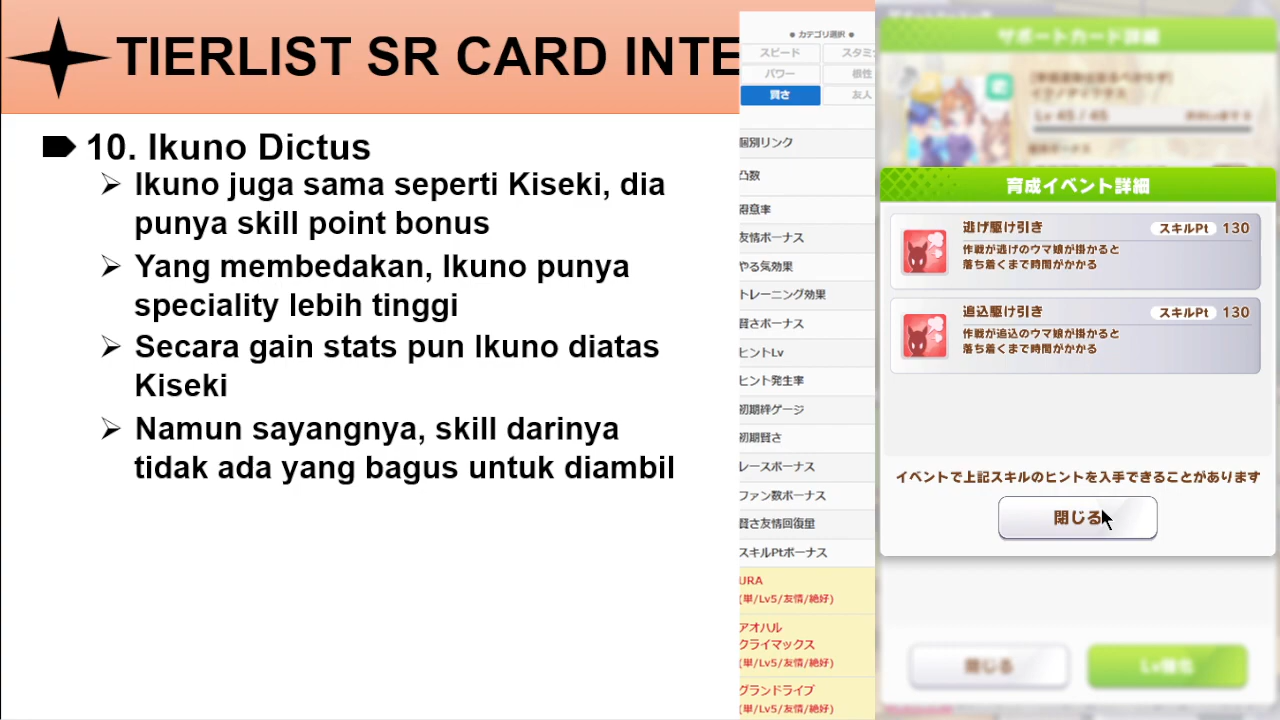 TIERLIST SR CARD INTE
10. Ikuno Dictus
Ikuno juga sama seperti Kiseki, dia
punya skill point bonus
Yang membedakan, Ikuno punya
speciality lebih tinggi
Secara gain stats pun Ikuno diatas
Kiseki
Namun sayangnya, skill darinya
tidak ada yang bagus untuk diambil
● カテゴリ選択 ●
スピード スタミナ
パワー 根性
賢さ 友人
個別リンク
凸数
得意率
友情ボーナス
やる気効果
トレーニング効果
賢さボーナス
ヒントLv
ヒント発生率
初期絆ゲージ
初期賢さ
レースボーナス
ファン数ボーナス
賢さ友情回復量
スキルPtボーナス
URA
(単/Lv5/友情/絶好)
アオハル
クライマックス
(単/Lv5/友情/絶好)
グランドライブ
(単/Lv5/友情/絶好)
サポートカード詳細
イクノディクタス
Lv 45 / 45
育成イベント詳細
逃げ駆け引き スキルPt 130
作戦が逃げのウマ娘が掛かると
落ち着くまで時間がかかる
追込駆け引き スキルPt 130
作戦が追込のウマ娘が掛かると
落ち着くまで時間がかかる
イベントで上記スキルのヒントを入手できることがあります
閉じる
閉じる Lv強化